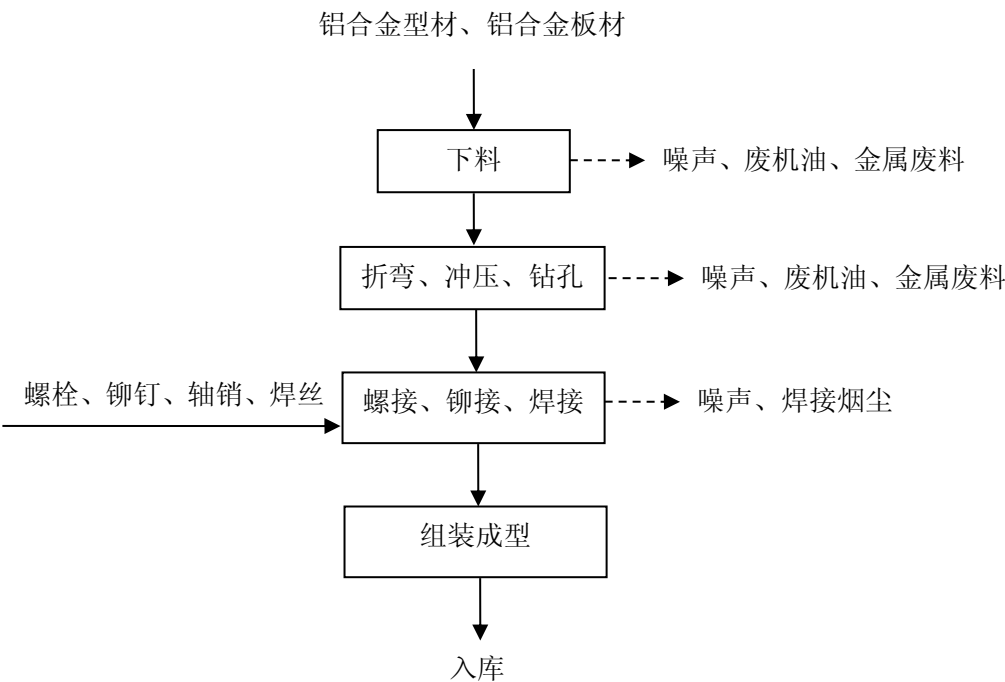 铝合金型材、铝合金板材
下料
噪声、废机油、金属废料
折弯、冲压、钻孔
噪声、废机油、金属废料
螺栓、铆钉、轴销、焊丝
螺接、铆接、焊接
噪声、焊接烟尘
组装成型
入库